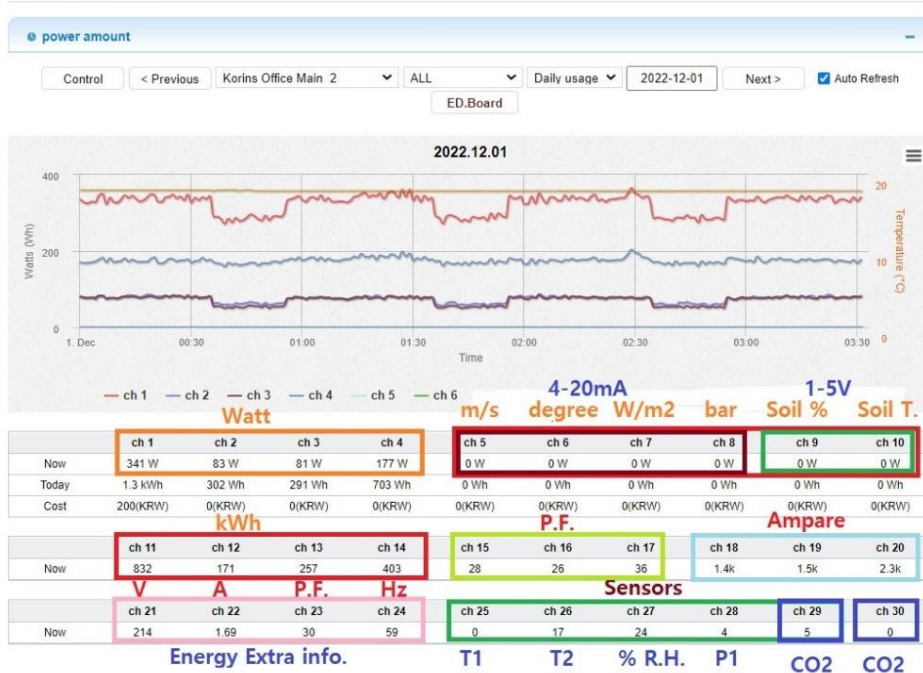 power amount
Control < Previous Korins Office Main 2 ALL Daily usage 2022-12-01 Next > Auto Refresh
ED.Board
2022.12.01
400
200
0
Watts (Wh)
20
10
0
Temperature (°C)
1. Dec 00:30 01:00 01:30 02:00 02:30 03:00 03:30
Time
ch 1 ch 2 ch 3 ch 4 ch 5 ch 6
4-20mA 1-5V
Watt m/s degree W/m2 bar Soil % Soil T.
ch 1 ch 2 ch 3 ch 4 ch 5 ch 6 ch 7 ch 8 ch 9 ch 10
Now 341 W 83 W 81 W 177 W 0 W 0 W 0 W 0 W 0 W 0 W
Today 1.3 kWh 302 Wh 291 Wh 703 Wh 0 Wh 0 Wh 0 Wh 0 Wh 0 Wh 0 Wh
Cost 200(KRW) 0(KRW) 0(KRW) 0(KRW) 0(KRW) 0(KRW) 0(KRW) 0(KRW) 0(KRW) 0(KRW)
kWh P.F. Ampare
ch 11 ch 12 ch 13 ch 14 ch 15 ch 16 ch 17 ch 18 ch 19 ch 20
Now 832 171 257 403 28 26 36 1.4k 1.5k 2.3k
V A P.F. Hz Sensors
ch 21 ch 22 ch 23 ch 24 ch 25 ch 26 ch 27 ch 28 ch 29 ch 30
Now 214 1.69 30 59 0 17 24 4 5 0
Energy Extra info. T1 T2 % R.H. P1 CO2 CO2